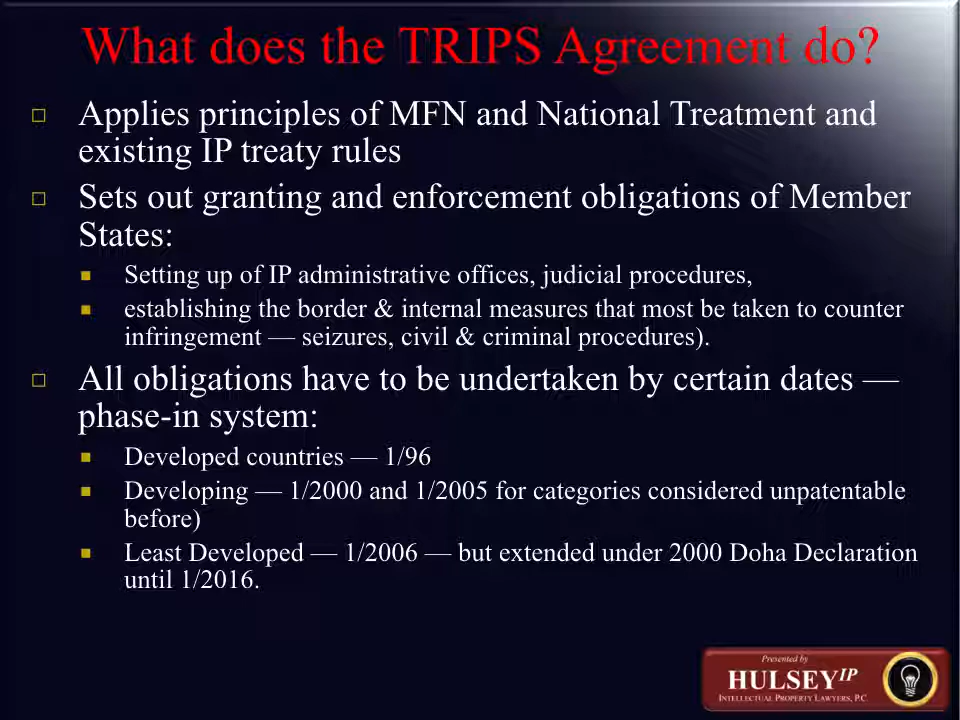 What does the TRIPS Agreement do?
Applies principles of MFN and National Treatment and
existing IP treaty rules
Sets out granting and enforcement obligations of Member
States:
Setting up of IP administrative offices, judicial procedures,
establishing the border & internal measures that most be taken to counter
infringement — seizures, civil & criminal procedures).
All obligations have to be undertaken by certain dates —
phase-in system:
Developed countries — 1/96
Developing — 1/2000 and 1/2005 for categories considered unpatentable
before)
Least Developed — 1/2006 — but extended under 2000 Doha Declaration
until 1/2016.
Presented by
HULSEY IP
INTELLECTUAL PROPERTY LAWYERS, P.C.